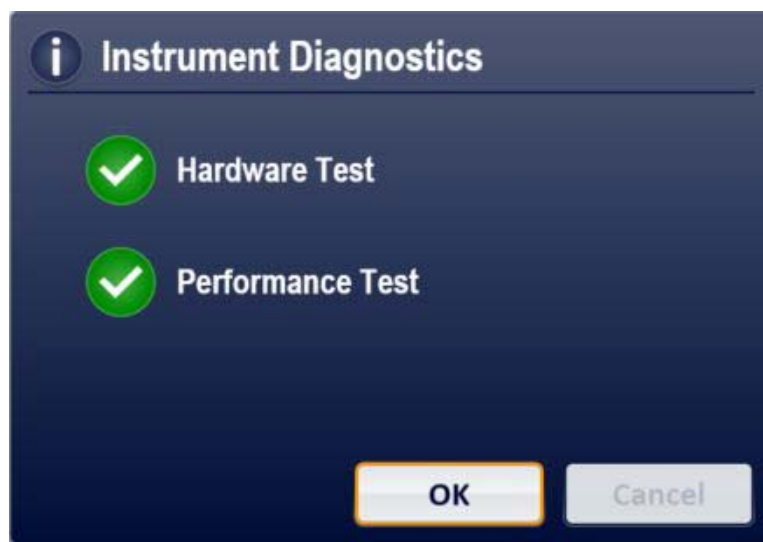 Instrument Diagnostics
Hardware Test
Performance Test
OK
Cancel